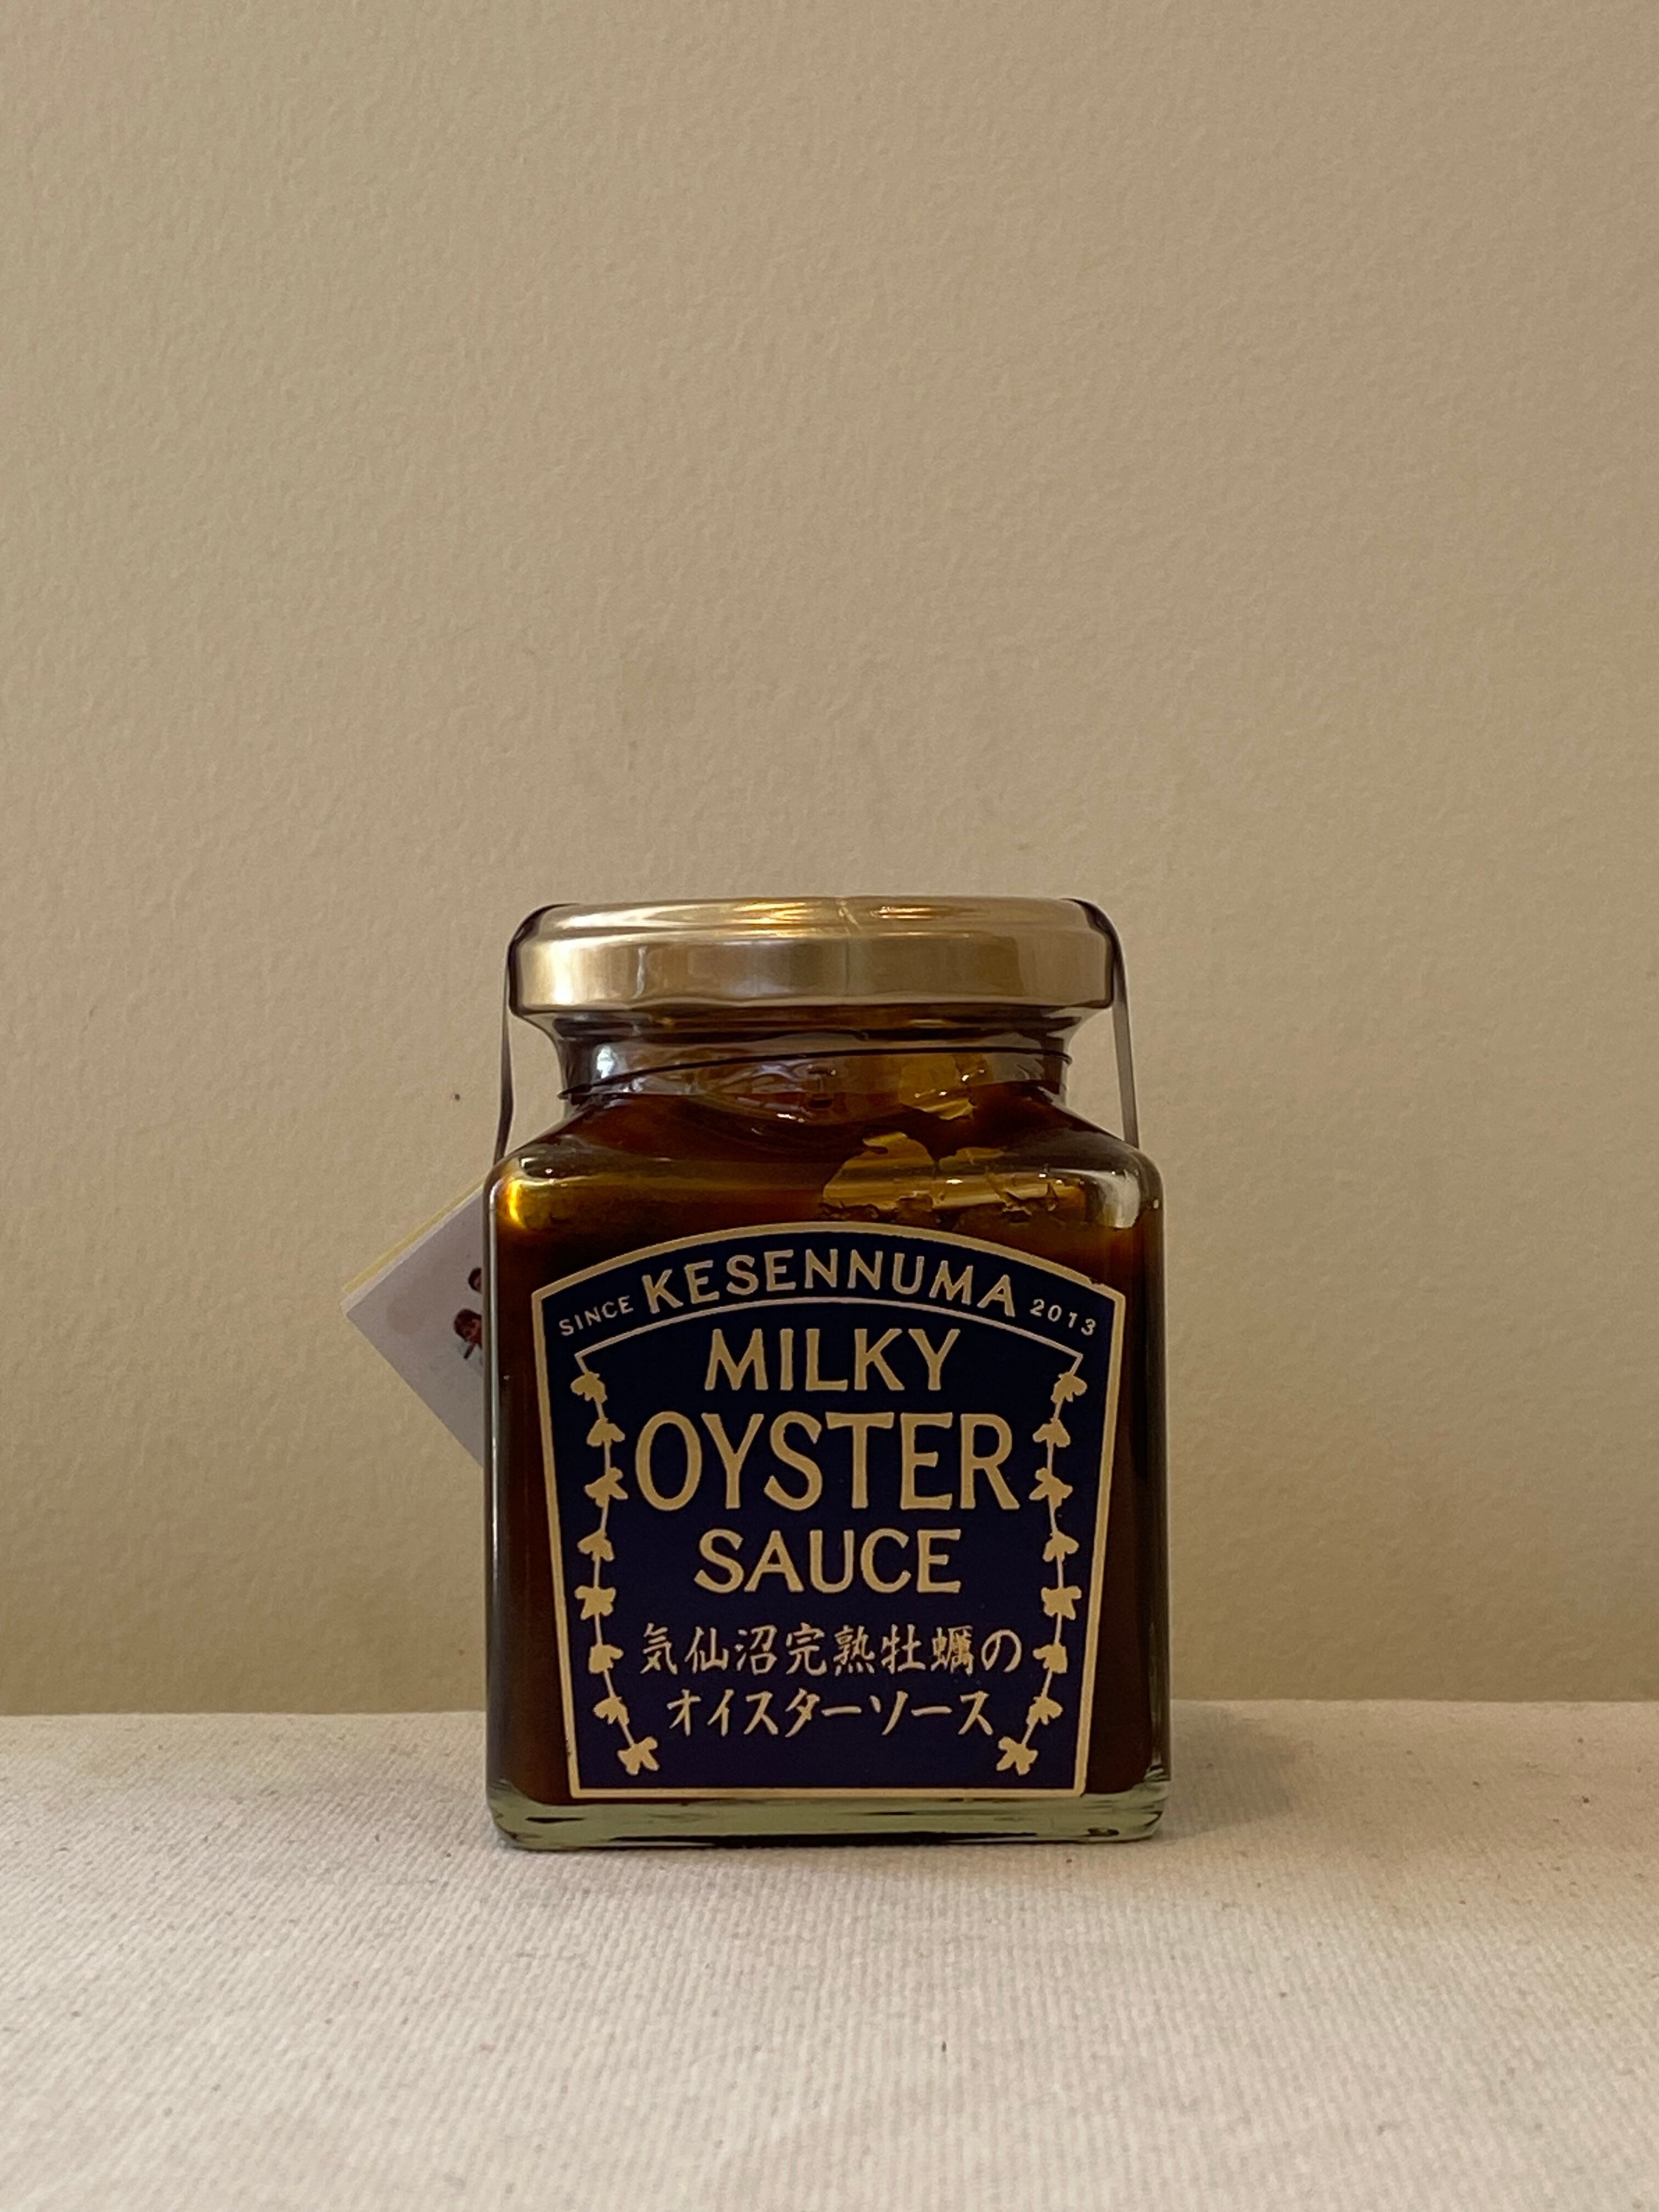 SINCE KESENNUMA 2013
MILKY
OYSTER
SAUCE
気仙沼完熟牡蠣の
オイスターソース